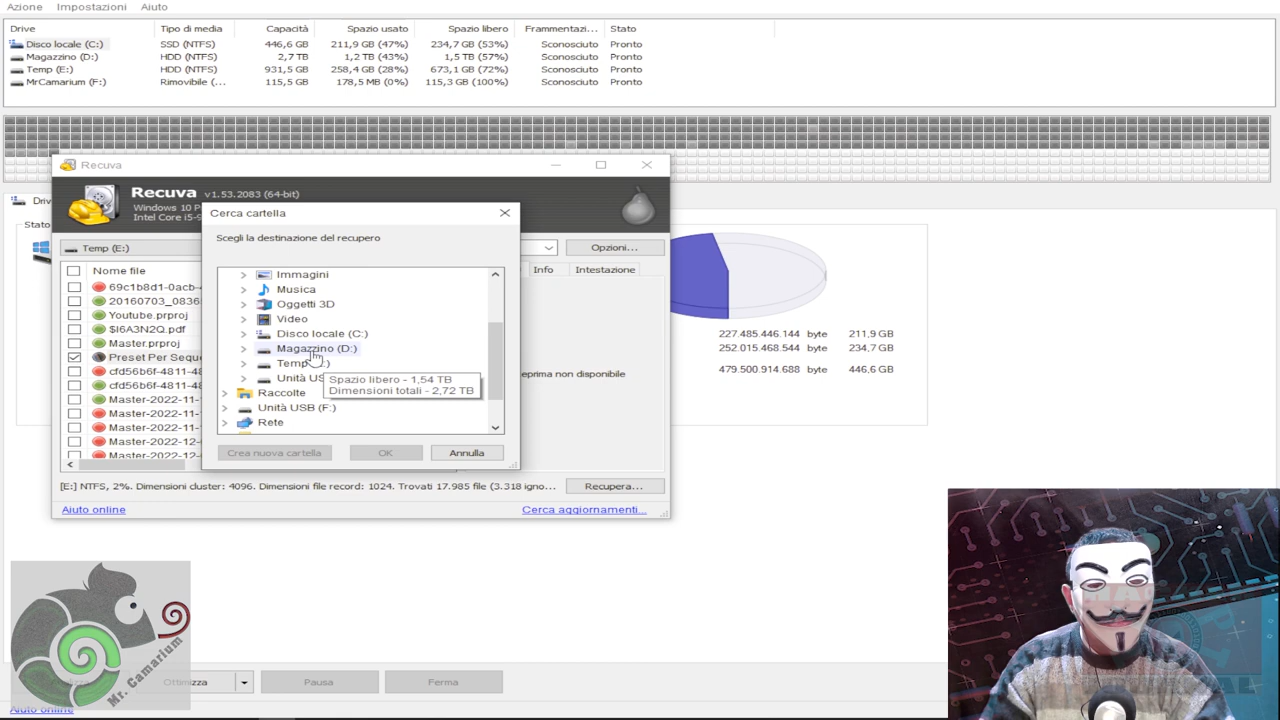 Azione Impostazioni Aiuto
Drive Tipo di media Capacità Spazio usato Spazio libero Frammentazi... Stato
Disco locale (C:) SSD (NTFS) 446,6 GB 211,9 GB (47%) 234,7 GB (53%) Sconosciuto Pronto
Magazzino (D:) HDD (NTFS) 2,7 TB 1,2 TB (43%) 1,5 TB (57%) Sconosciuto Pronto
Temp (E:) HDD (NTFS) 931,5 GB 258,4 GB (28%) 673,1 GB (72%) Sconosciuto Pronto
MrCamarium (F:) Rimovibile (... 115,5 GB 178,5 MB (0%) 115,3 GB (100%) Sconosciuto Pronto
Recuva
Recuva v1.53.2083 (64-bit)
Windows 10 P
Intel Core i5-9
Driv
Stato
Cerca cartella
Scegli la destinazione del recupero
Temp (E:)
Opzioni...
Nome file
Info Intestazione
69c1b8d1-0acb-4
20160703_0836
Youtube.prproj
$I6A3N2Q.pdf
Master.prproj
Preset Per Seque
cfd56b6f-4811-48
cfd56b6f-4811-4
Master-2022-11-
Master-2022-11-
Master-2022-11-
Master-2022-12-
Master-2022-12-
Immagini
Musica
Oggetti 3D
Video
Disco locale (C:)
Magazzino (D:)
Temp :)
Unità US
Raccolte
Unità USB (F:)
Rete
Spazio libero - 1,54 TB
Dimensioni totali - 2,72 TB
Crea nuova cartella OK Annulla
eprima non disponibile
227.485.446.144 byte 211,9 GB
252.015.468.544 byte 234,7 GB
479.500.914.688 byte 446,6 GB
[E:] NTFS, 2%. Dimensioni cluster: 4096. Dimensioni file record: 1024. Trovati 17.985 file (3.318 igno...
Recupera...
Aiuto online Cerca aggiornamenti...
Mr. Camarium
Ottimizza Pausa Ferma
Aiuto online